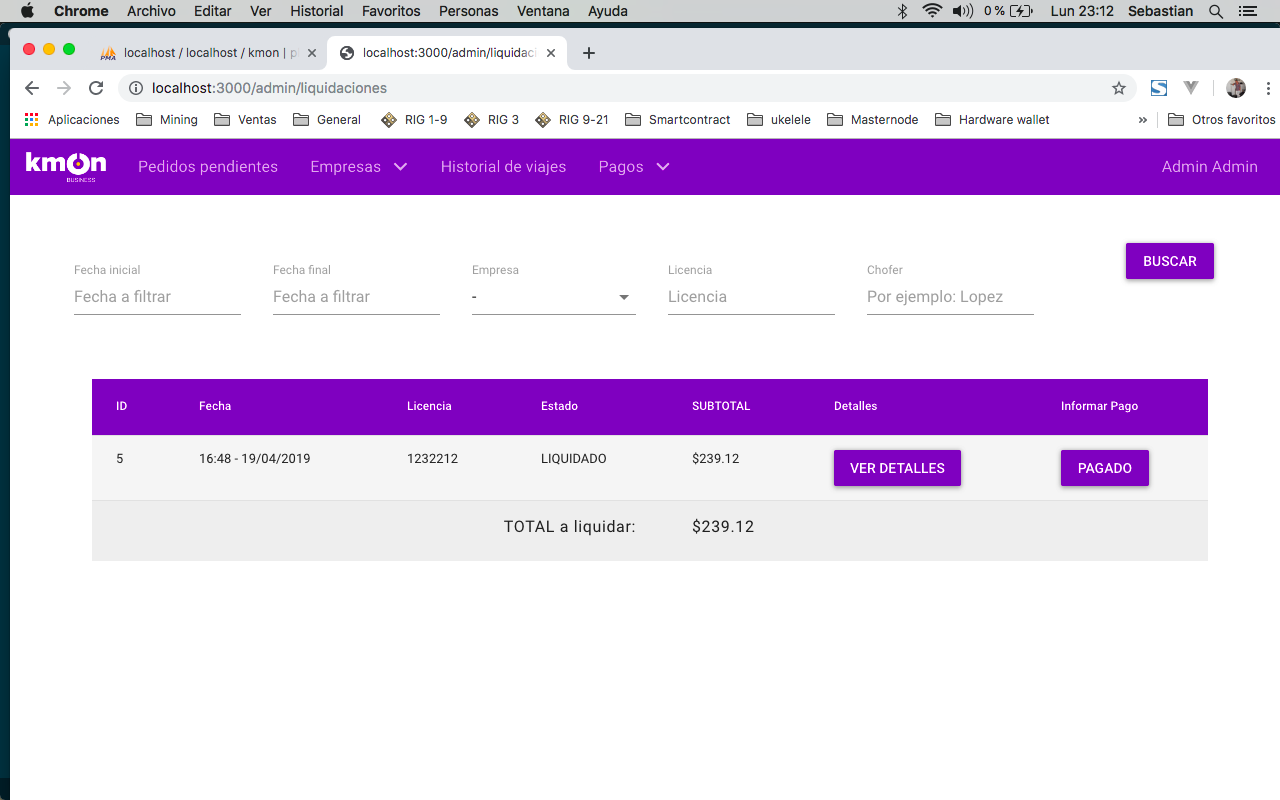 Chrome Archivo Editar Ver Historial Favoritos Personas Ventana Ayuda 0 % Lun 23:12 Sebastian
PMA localhost / localhost / kmon | localhost:3000/admin/liquidaci
localhost:3000/admin/liquidaciones
Aplicaciones Mining Ventas General RIG 1-9 RIG 3 RIG 9-21 Smartcontract ukelele Masternode Hardware wallet » Otros favoritos
kmon Pedidos pendientes Empresas Historial de viajes Pagos Admin Admin
BUSINESS
BUSCAR
Fecha inicial Fecha final Empresa Licencia Chofer
Fecha a filtrar Fecha a filtrar - Licencia Por ejemplo: Lopez
ID Fecha Licencia Estado SUBTOTAL Detalles Informar Pago
5 16:48 - 19/04/2019 1232212 LIQUIDADO $239.12 VER DETALLES PAGADO
TOTAL a liquidar: $239.12